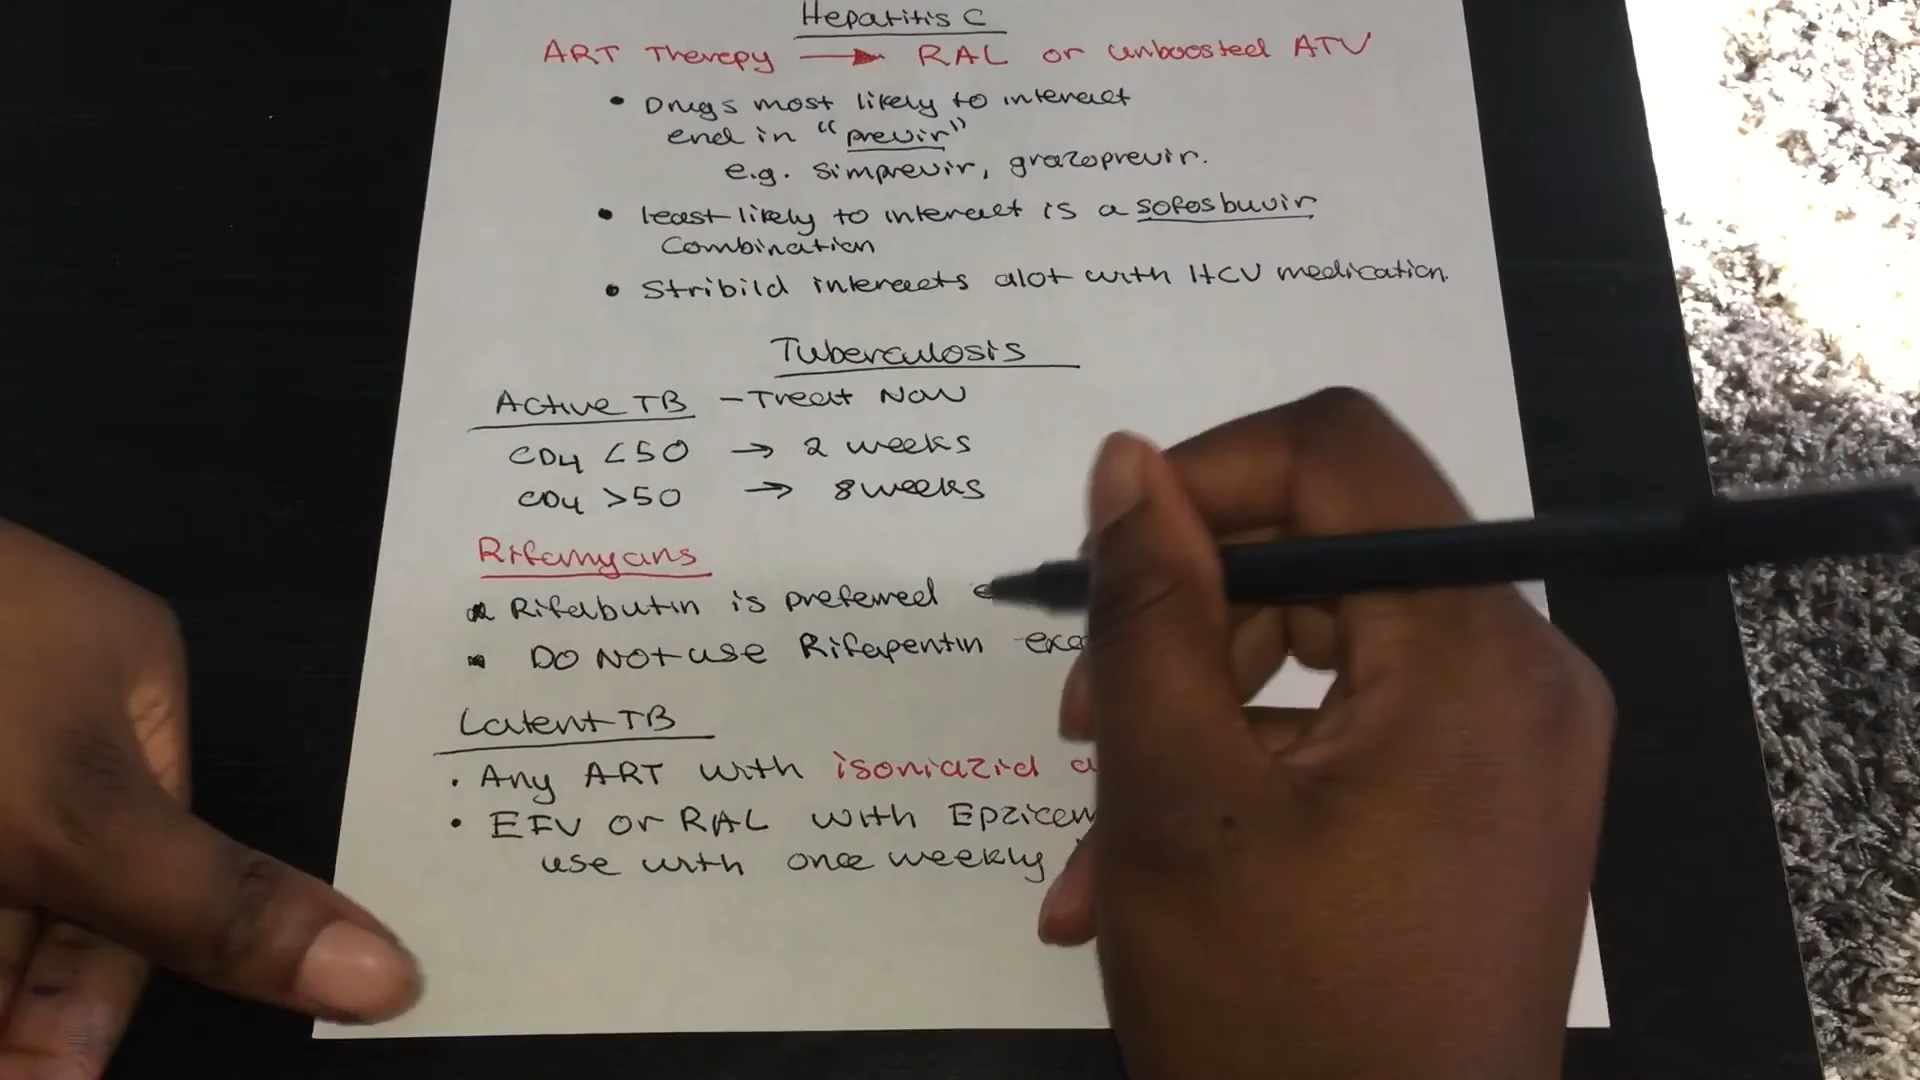 Hepatitis C
ART Therepy → RAL or unboosted ATV
• Drugs most likely to interact
end in "previr"
e.g. simprevir, grazoprevir.
• least likely to interact is a sofosbuvir
Combination
• Stribild interacts alot with HCV medication.
Tuberculosis
Active TB - Treat Now
CD4 <50 → 2 weeks
CD4 >50 → 8 weeks
Rifamycins
Rifabutin is preferred
DO NOT use Rifapentin
Latent TB
• Any ART with isoniazid
• EFV or RAL with
use with once weekly